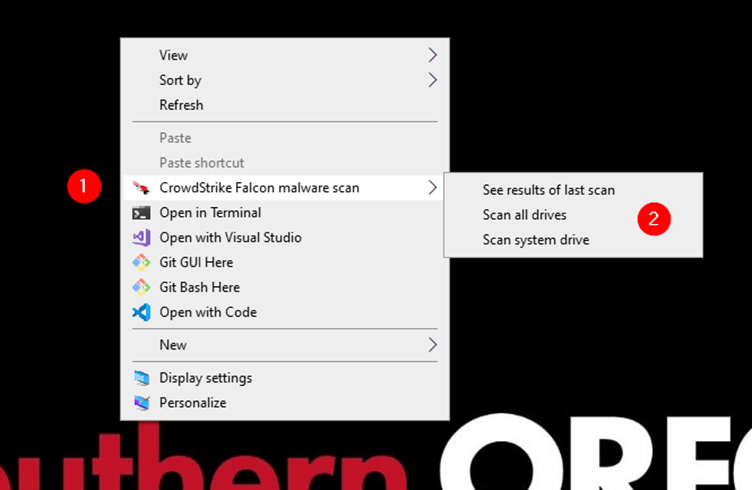 View
Sort by
Refresh
Paste
Paste shortcut
1
CrowdStrike Falcon malware scan
See results of last scan
Scan all drives
2
Scan system drive
Open in Terminal
Open with Visual Studio
Git GUI Here
Git Bash Here
Open with Code
New
Display settings
Personalize